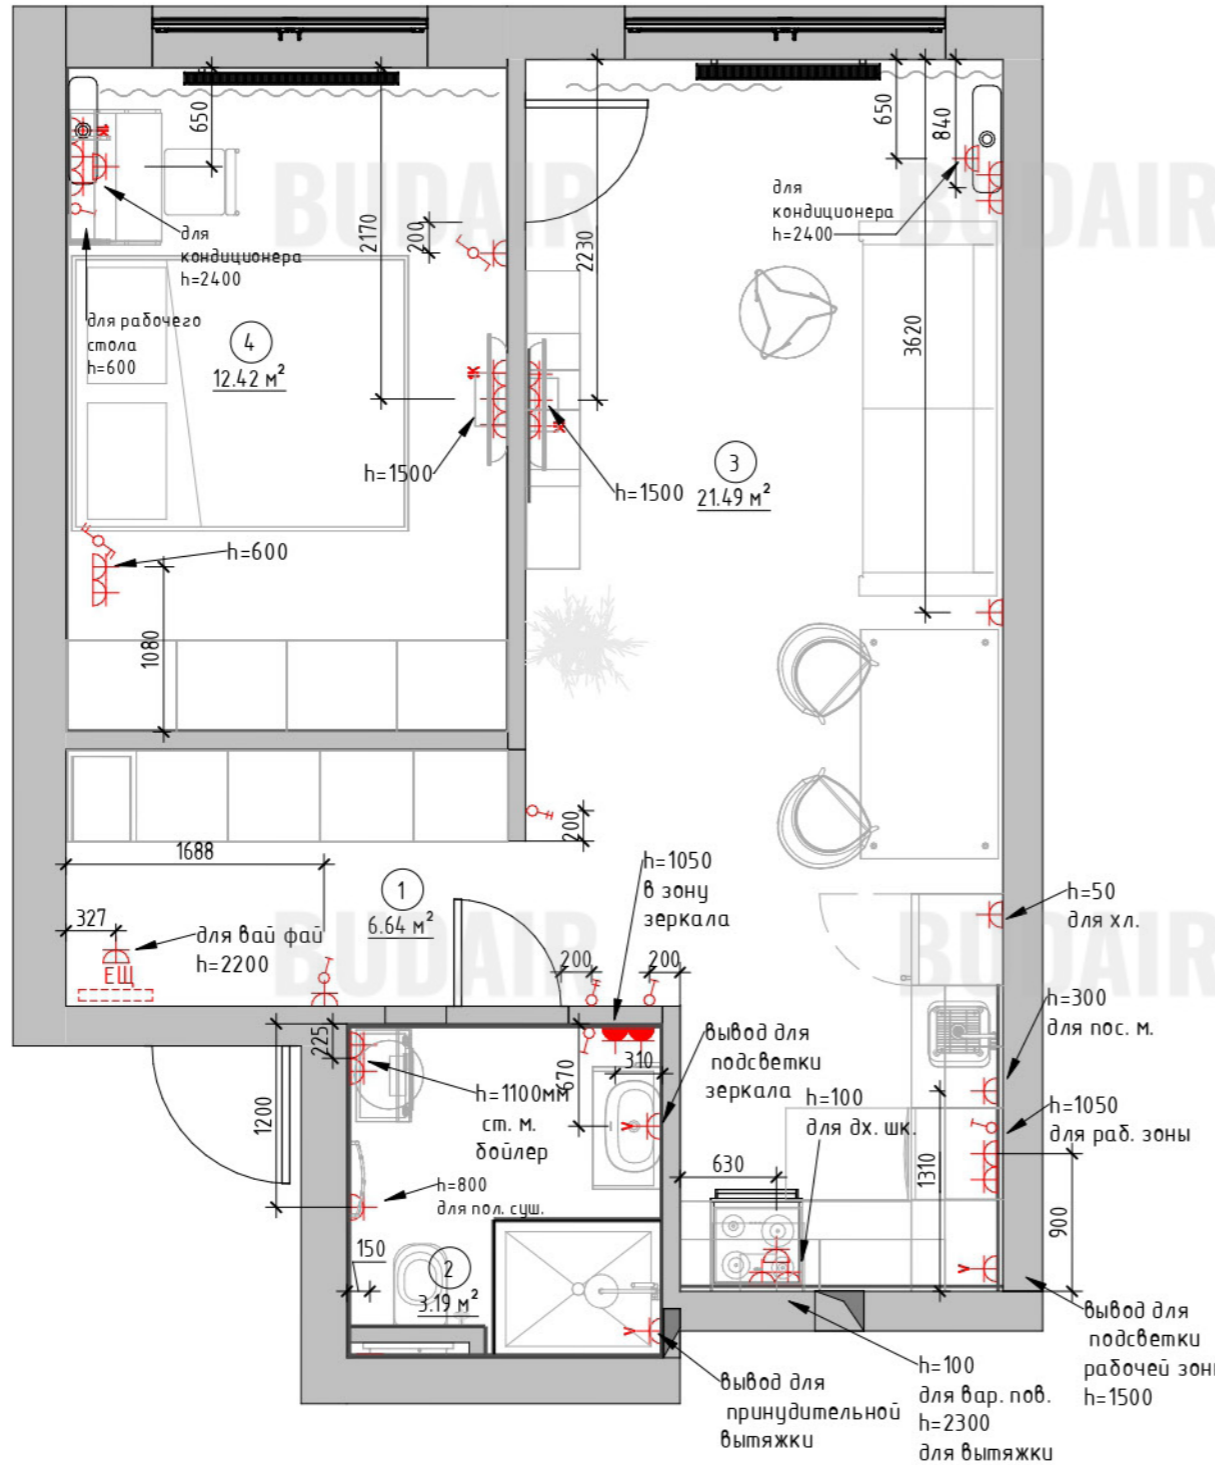 650
2170
200
2230
650
840
3620
1К
для
кондиционера
h=2400
для рабочего
стола
h=600
4
12.42 м²
1К
h=1500
h=1500
для
кондиционера
h=2400
3
21.49 м²
h=600
1080
BUDAIR
BUDAIR
200
1688
327
для вай фай
h=2200
ЕЩ
1
6.64 м²
h=1050
в зону
зеркала
200
200
BUDAIR
BUDAIR
h=50
для хл.
h=300
для пос. м.
h=1050
для раб. зоны
225
1200
h=1100мм
ст. м.
бойлер
670
310
вывод для
подсветки
зеркала
h=100
для дх. шк.
630
1310
900
h=800
для пол. суш.
150
2
3.19 м²
вывод для
принудительной
вытяжки
h=100
для вар. пов.
h=2300
для вытяжки
вывод для
подсветки
рабочей зоны
h=1500